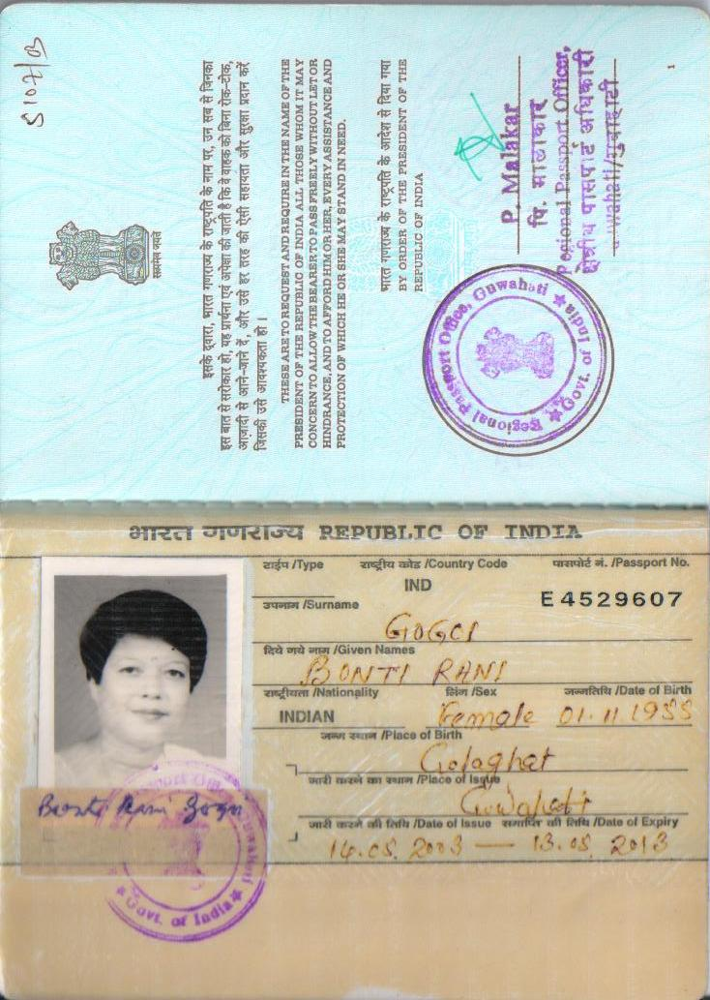 S107/03
सत्यमेव जयते
इसके द्वारा, भारत गणराज्य के राष्ट्रपति के नाम पर, उन सब से जिनका
इस बात से सरोकार हो, यह प्रार्थना एवं अपेक्षा की जाती है कि वे वाहक को बिना रोक-टोक,
आज़ादी से आने-जाने दें, और उसे हर तरह की ऐसी सहायता और सुरक्षा प्रदान करें
जिसकी उसे आवश्यकता हो।
THESE ARE TO REQUEST AND REQUIRE IN THE NAME OF THE
PRESIDENT OF THE REPUBLIC OF INDIA ALL THOSE WHOM IT MAY
CONCERN TO ALLOW THE BEARER TO PASS FREELY WITHOUT LET OR
HINDRANCE, AND TO AFFORD HIM OR HER, EVERY ASSISTANCE AND
PROTECTION OF WHICH HE OR SHE MAY STAND IN NEED.
भारत गणराज्य के राष्ट्रपति के आदेश से दिया गया
BY ORDER OF THE PRESIDENT OF THE
REPUBLIC OF INDIA
P. Malakar
पि. मालाकार
Regional Passport Officer,
क्षेत्रीय पासपोर्ट अधिकारी
Guwahati/गुवाहाटी
Regional Passport Office, Guwahati
Govt. of India
1
भारत गणराज्य REPUBLIC OF INDIA
टाईप /Type राष्ट्रीय कोड /Country Code पासपोर्ट नं. /Passport No.
IND E4529607
उपनाम /Surname
GOGOI
दिये गये नाम /Given Names
BONTI RANI
राष्ट्रीयता /Nationality लिंग /Sex जन्मतिथि /Date of Birth
INDIAN Female 01.11.1955
जन्म स्थान /Place of Birth
Golaghat
जारी करने का स्थान /Place of Issue
Guwahati
जारी करने की तिथि /Date of Issue समाप्ति की तिथि /Date of Expiry
14.05.2003 — 13.05.2013
Bonti Rani Gogoi
Govt. of India